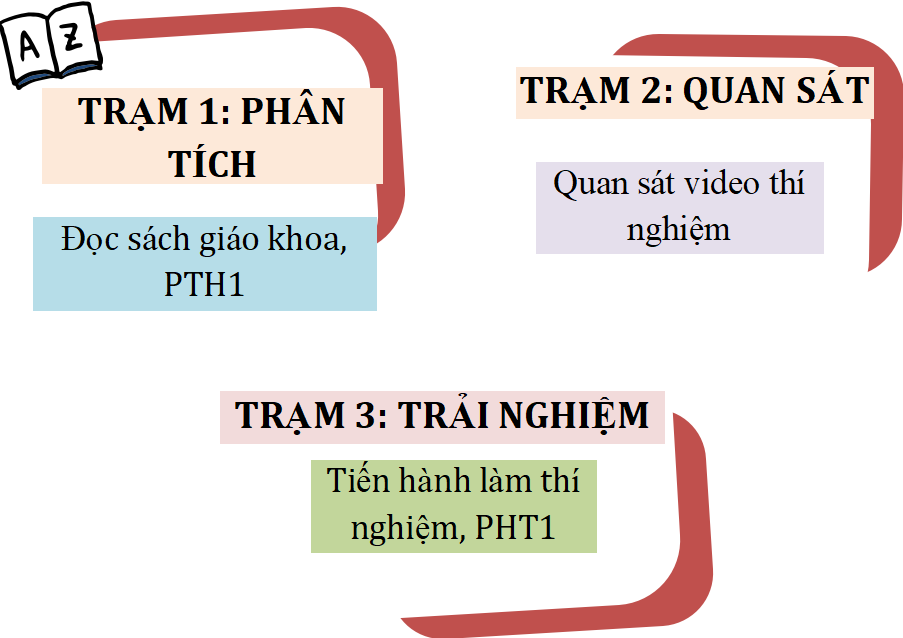 A Z
TRẠM 1: PHÂN
TÍCH
Đọc sách giáo khoa,
PTH1
TRẠM 2: QUAN SÁT
Quan sát video thí
nghiệm
TRẠM 3: TRẢI NGHIỆM
Tiến hành làm thí
nghiệm, PHT1